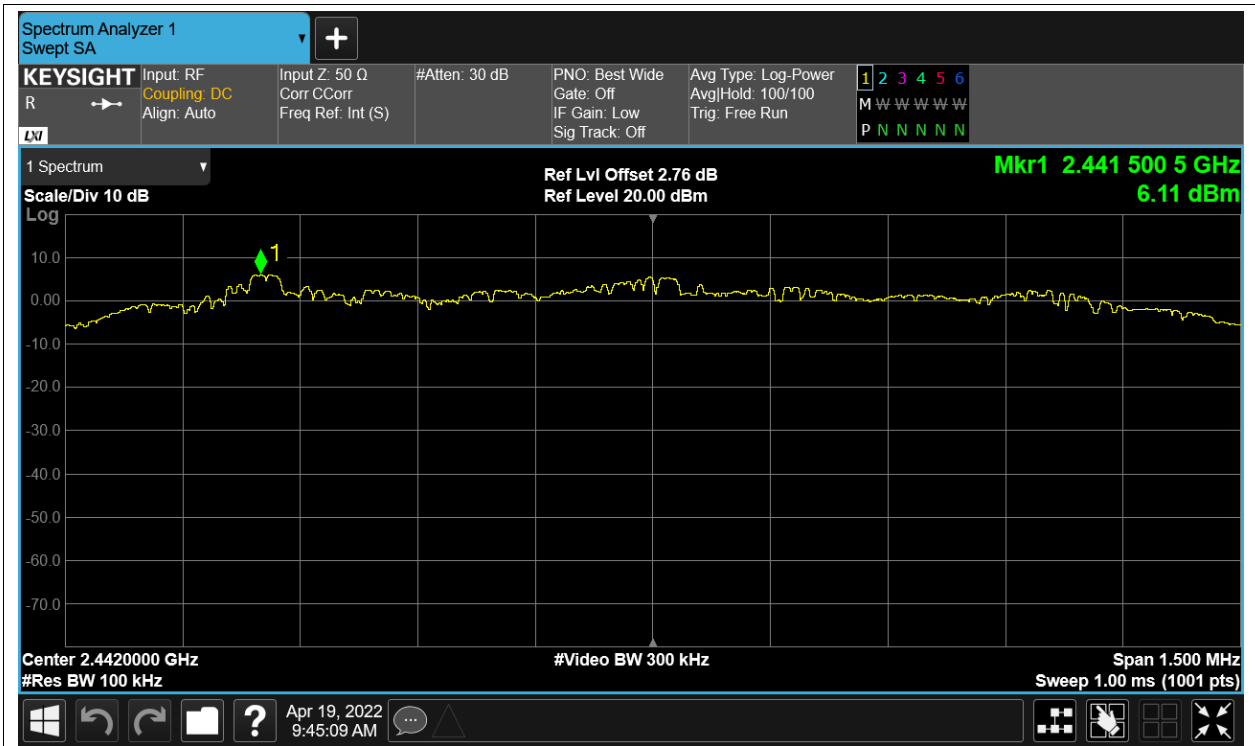 Spectrum Analyzer 1
Swept SA
+
KEYSIGHT
R
LXI
Input: RF
Coupling: DC
Align: Auto
Input Z: 50 Ω
Corr CCorr
Freq Ref: Int (S)
#Atten: 30 dB
PNO: Best Wide
Gate: Off
IF Gain: Low
Sig Track: Off
Avg Type: Log-Power
Avg|Hold: 100/100
Trig: Free Run
1 2 3 4 5 6
M W W W W W
P N N N N N
1 Spectrum
Scale/Div 10 dB
Log
Ref Lvl Offset 2.76 dB
Ref Level 20.00 dBm
Mkr1 2.441 500 5 GHz
6.11 dBm
1
10.0
0.00
-10.0
-20.0
-30.0
-40.0
-50.0
-60.0
-70.0
Center 2.4420000 GHz
#Video BW 300 kHz
Span 1.500 MHz
#Res BW 100 kHz
Sweep 1.00 ms (1001 pts)
?
Apr 19, 2022
9:45:09 AM